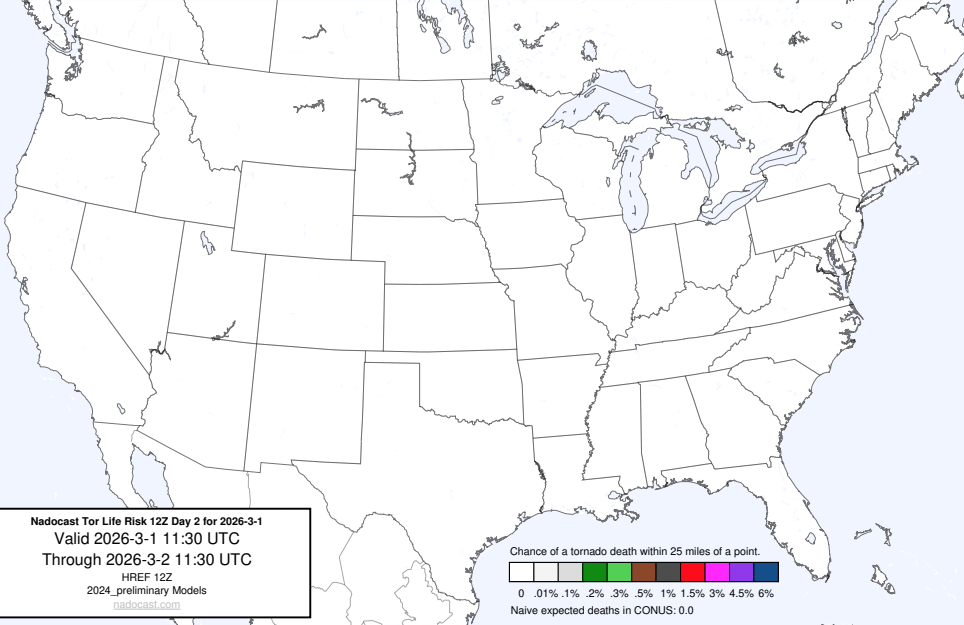 Nadocast Tor Life Risk 12Z Day 2 for 2026-3-1
Valid 2026-3-1 11:30 UTC
Through 2026-3-2 11:30 UTC
HREF 12Z
2024_preliminary Models
nadocast.com
Chance of a tornado death within 25 miles of a point.
0 .01% .1% .2% .3% .5% 1% 1.5% 3% 4.5% 6%
Naive expected deaths in CONUS: 0.0